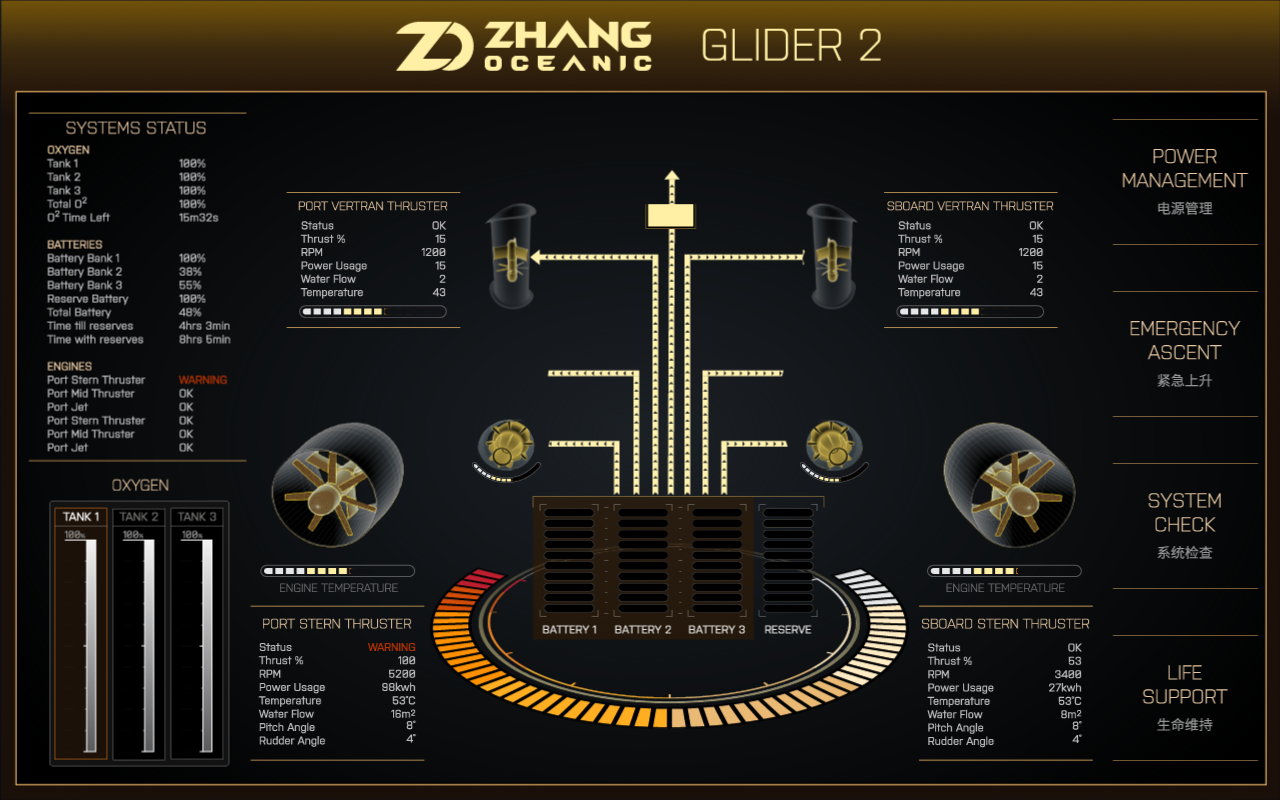 ZHANG
OCEANIC
GLIDER 2
SYSTEMS STATUS
OXYGEN
Tank 1 100%
Tank 2 100%
Tank 3 100%
Total O² 100%
O² Time Left 15m32s
BATTERIES
Battery Bank 1 100%
Battery Bank 2 38%
Battery Bank 3 55%
Reserve Battery 100%
Total Battery 48%
Time till reserves 4hrs 3min
Time with reserves 8hrs 5min
ENGINES
Port Stern Thruster WARNING
Port Mid Thruster OK
Port Jet OK
Port Stern Thruster OK
Port Mid Thruster OK
Port Jet OK
OXYGEN
TANK 1 TANK 2 TANK 3
100% 100% 100%
PORT VERTRAN THRUSTER
Status OK
Thrust % 15
RPM 1200
Power Usage 15
Water Flow 2
Temperature 43
SBOARD VERTRAN THRUSTER
Status OK
Thrust % 15
RPM 1200
Power Usage 15
Water Flow 2
Temperature 43
ENGINE TEMPERATURE
PORT STERN THRUSTER
Status WARNING
Thrust % 100
RPM 5200
Power Usage 98kwh
Temperature 53°C
Water Flow 16m²
Pitch Angle 8°
Rudder Angle 4°
BATTERY 1 BATTERY 2 BATTERY 3 RESERVE
ENGINE TEMPERATURE
SBOARD STERN THRUSTER
Status OK
Thrust % 53
RPM 3400
Power Usage 27kwh
Temperature 53°C
Water Flow 8m²
Pitch Angle 8°
Rudder Angle 4°
POWER
MANAGEMENT
电源管理
EMERGENCY
ASCENT
紧急上升
SYSTEM
CHECK
系统检查
LIFE
SUPPORT
生命维持